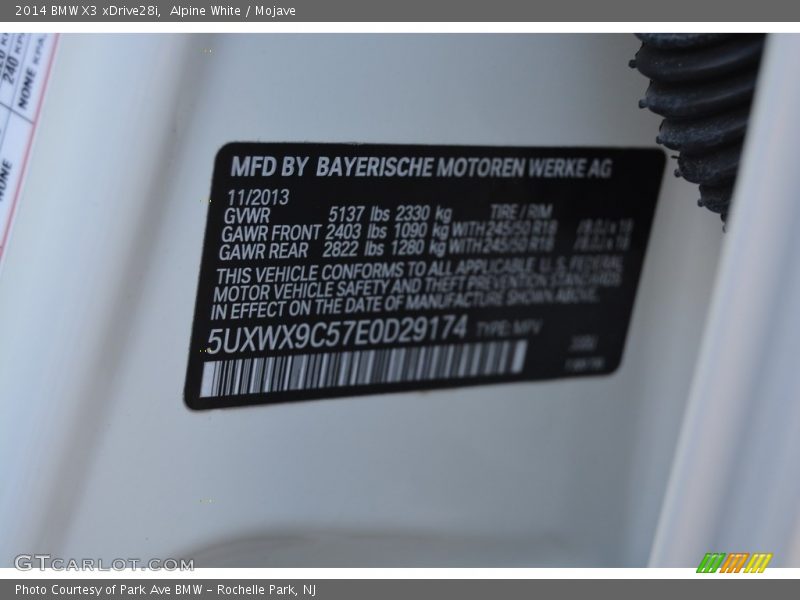 2014 BMW X3 xDrive28i, Alpine White / Mojave
240
NONE
NONE
MFD BY BAYERISCHE MOTOREN WERKE AG
11/2013
GVWR 5137 lbs 2330 kg TIRE / RIM
GAWR FRONT 2403 lbs 1090 kg WITH 245/50 R18
GAWR REAR 2822 lbs 1280 kg WITH 245/50 R18
THIS VEHICLE CONFORMS TO ALL APPLICABLE U. S. FEDERAL
MOTOR VEHICLE SAFETY AND THEFT PREVENTION STANDARDS
IN EFFECT ON THE DATE OF MANUFACTURE SHOWN ABOVE.
5UXWX9C57E0D29174 TYPE: MPV
GTCARLOT.COM
Photo Courtesy of Park Ave BMW - Rochelle Park, NJ